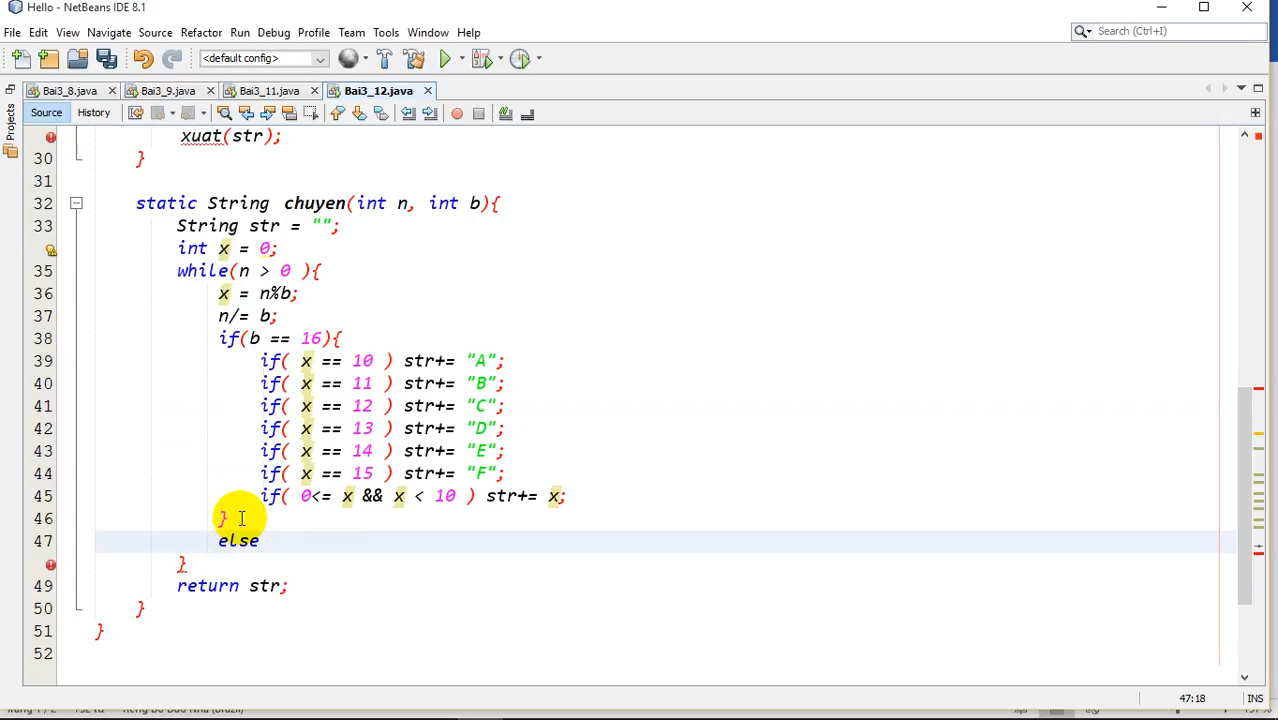 Hello - NetBeans IDE 8.1
File Edit View Navigate Source Refactor Run Debug Profile Team Tools Window Help
Search (Ctrl+I)
<default config>
Bai3_8.java Bai3_9.java Bai3_11.java Bai3_12.java
Source History
Projects
xuat(str);
30 }
31
32 static String chuyen(int n, int b){
33 String str = "";
int x = 0;
35 while(n > 0 ){
36 x = n%b;
37 n/= b;
38 if(b == 16){
39 if( x == 10 ) str+= "A";
40 if( x == 11 ) str+= "B";
41 if( x == 12 ) str+= "C";
42 if( x == 13 ) str+= "D";
43 if( x == 14 ) str+= "E";
44 if( x == 15 ) str+= "F";
45 if( 0<= x && x < 10 ) str+= x;
46 }
47 else
}
49 return str;
50 }
51 }
52
47:18 INS